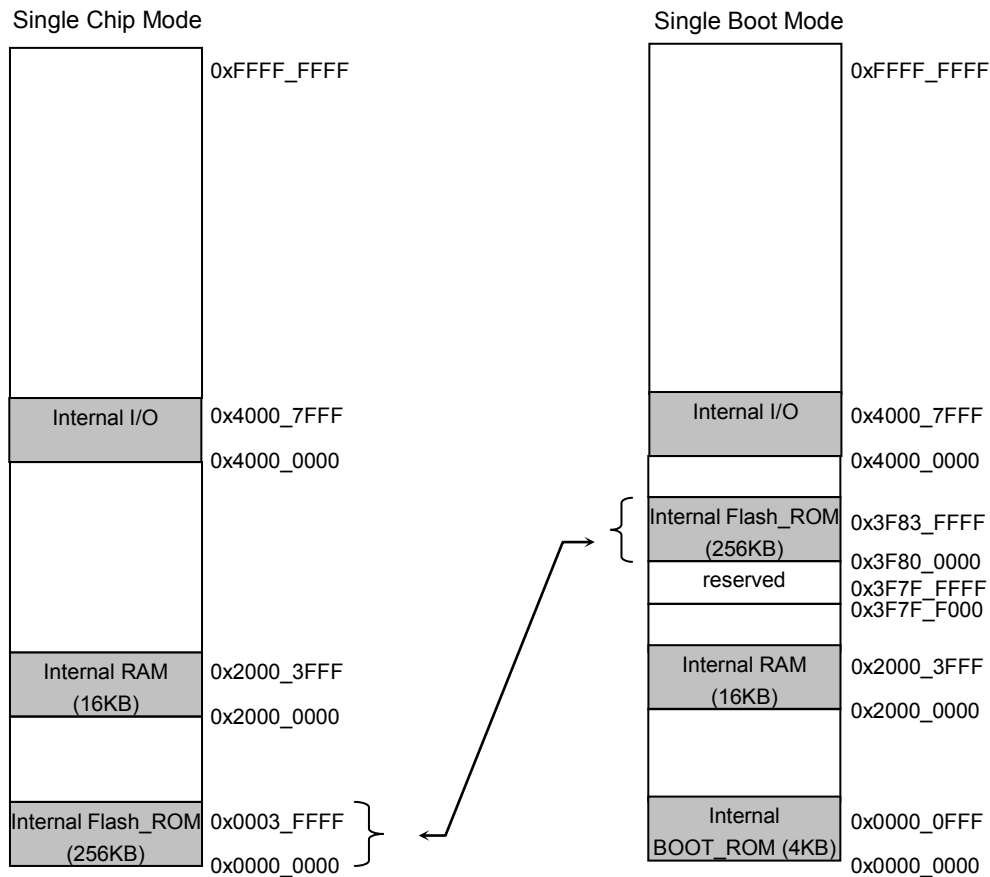 Single Chip Mode
0xFFFF_FFFF
Internal I/O
0x4000_7FFF
0x4000_0000
Internal RAM
(16KB)
0x2000_3FFF
0x2000_0000
Internal Flash_ROM
(256KB)
0x0003_FFFF
0x0000_0000
Single Boot Mode
0xFFFF_FFFF
Internal I/O
0x4000_7FFF
0x4000_0000
Internal Flash_ROM
(256KB)
0x3F83_FFFF
0x3F80_0000
reserved
0x3F7F_FFFF
0x3F7F_F000
Internal RAM
(16KB)
0x2000_3FFF
0x2000_0000
Internal
BOOT_ROM (4KB)
0x0000_0FFF
0x0000_0000